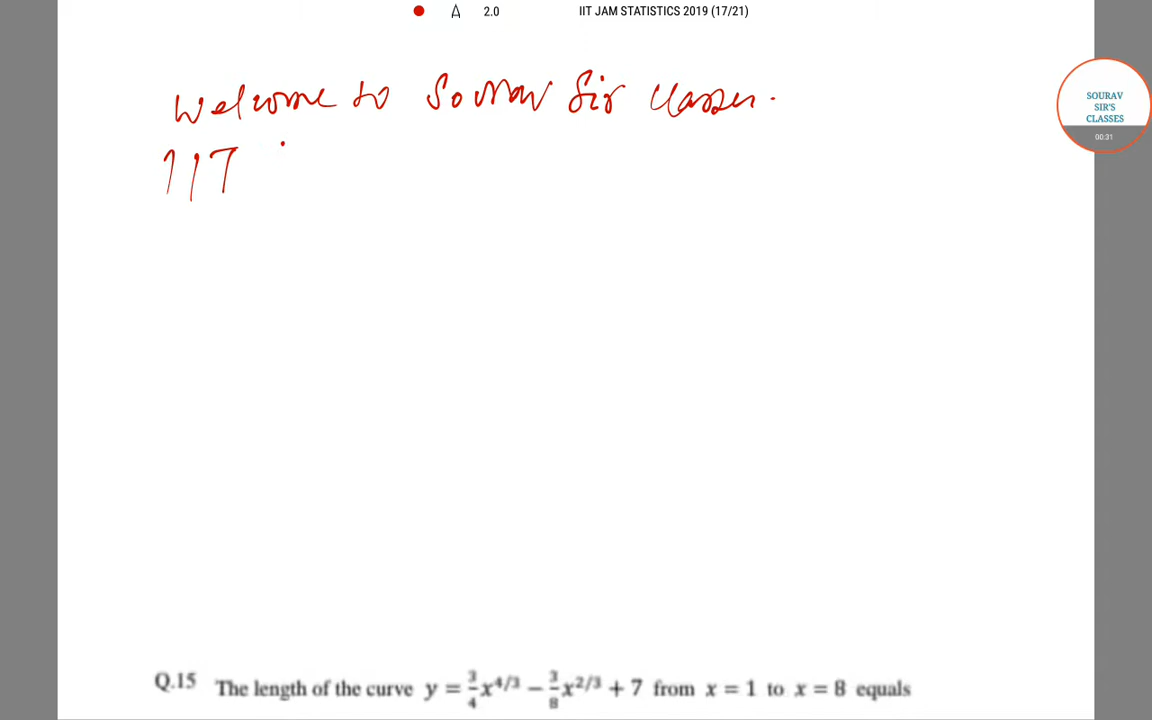 2.0 IIT JAM STATISTICS 2019 (17/21)
Welcome to Sourav Sir Classes.
SOURAV
SIR'S
CLASSES
00:31
IIT
Q.15 The length of the curve y = 3/4 x^4/3 − 3/8 x^2/3 + 7 from x = 1 to x = 8 equals